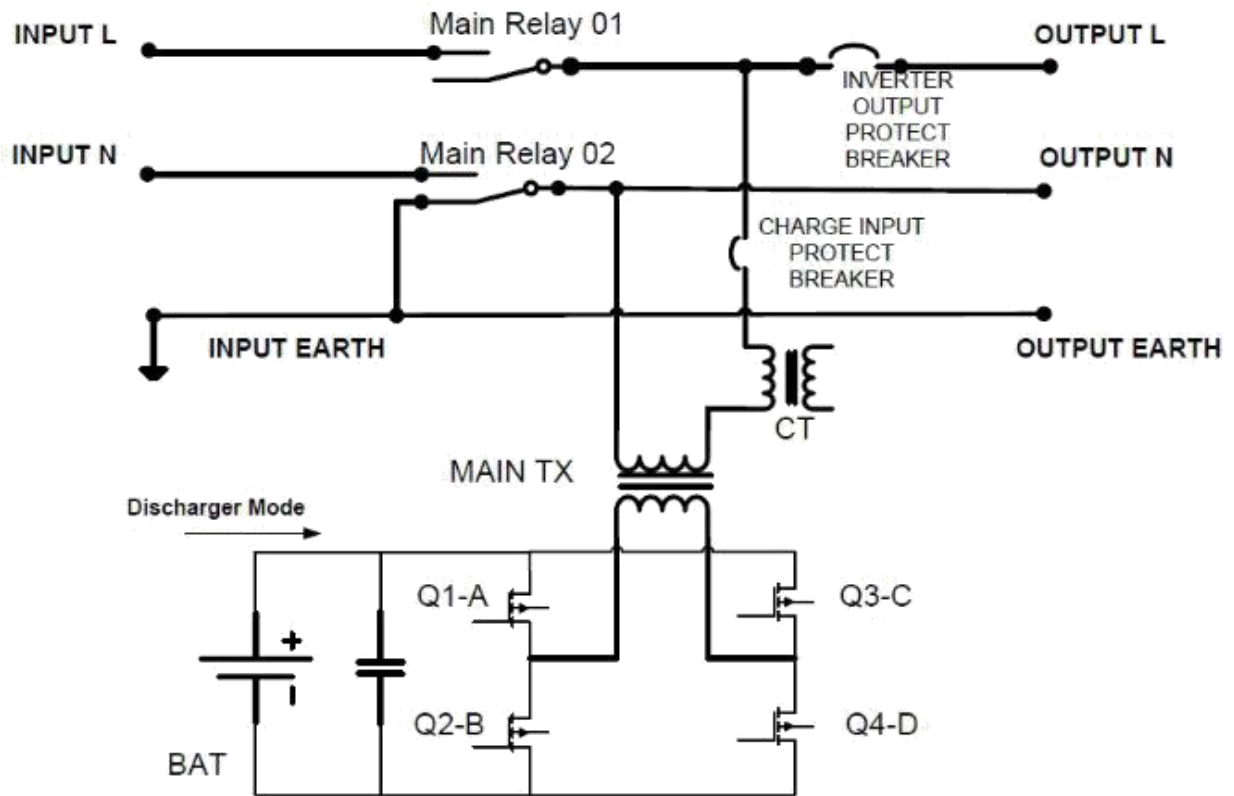 INPUT L
Main Relay 01
OUTPUT L
INVERTER
OUTPUT
PROTECT
BREAKER
INPUT N
Main Relay 02
OUTPUT N
CHARGE INPUT
PROTECT
BREAKER
INPUT EARTH
OUTPUT EARTH
CT
MAIN TX
Discharger Mode
Q1-A
Q3-C
+
-
Q2-B
Q4-D
BAT